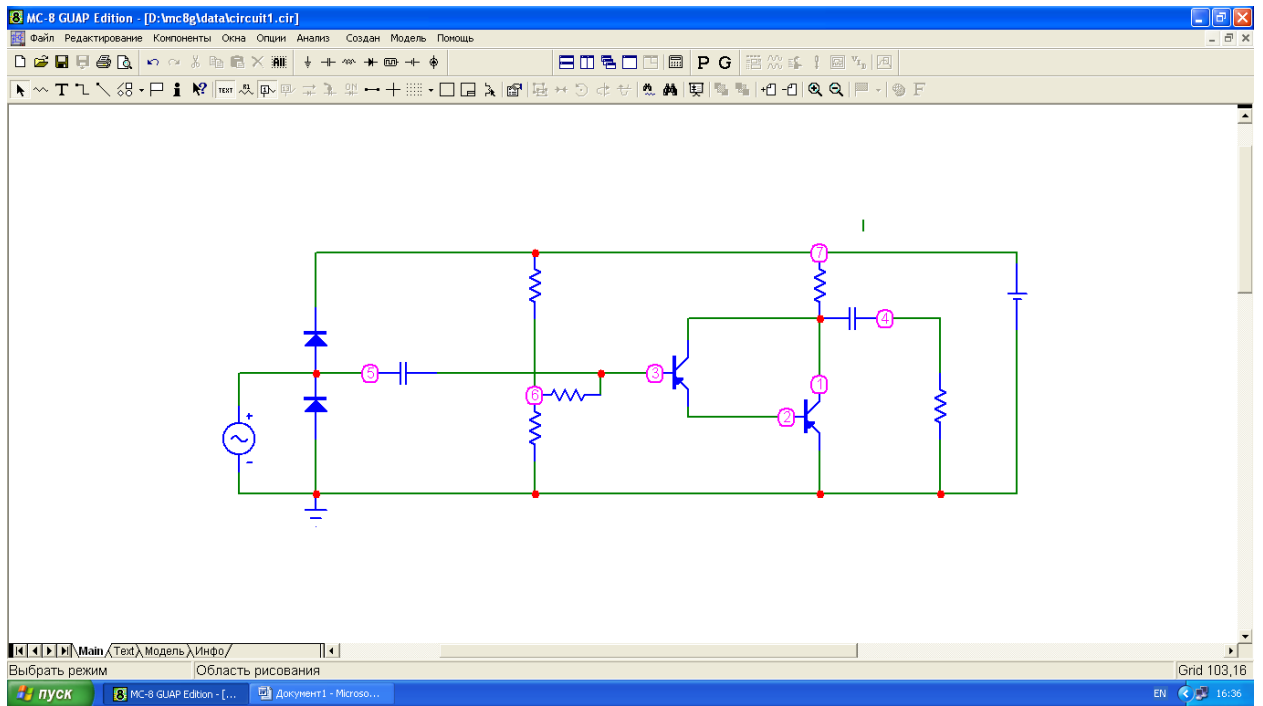 8 MC-8 GUAP Edition - [D:\mc8g\data\circuit1.cir]
Файл Редактирование Компоненты Окна Опции Анализ Создан Модель Помощь
P G
T TEXT F
7
4
5 3
1
6
2
+
-
Main Text Модель Инфо
Выбрать режим Область рисования Grid 103,16
пуск 8 MC-8 GUAP Edition - [... Документ1 - Microso... EN 16:36